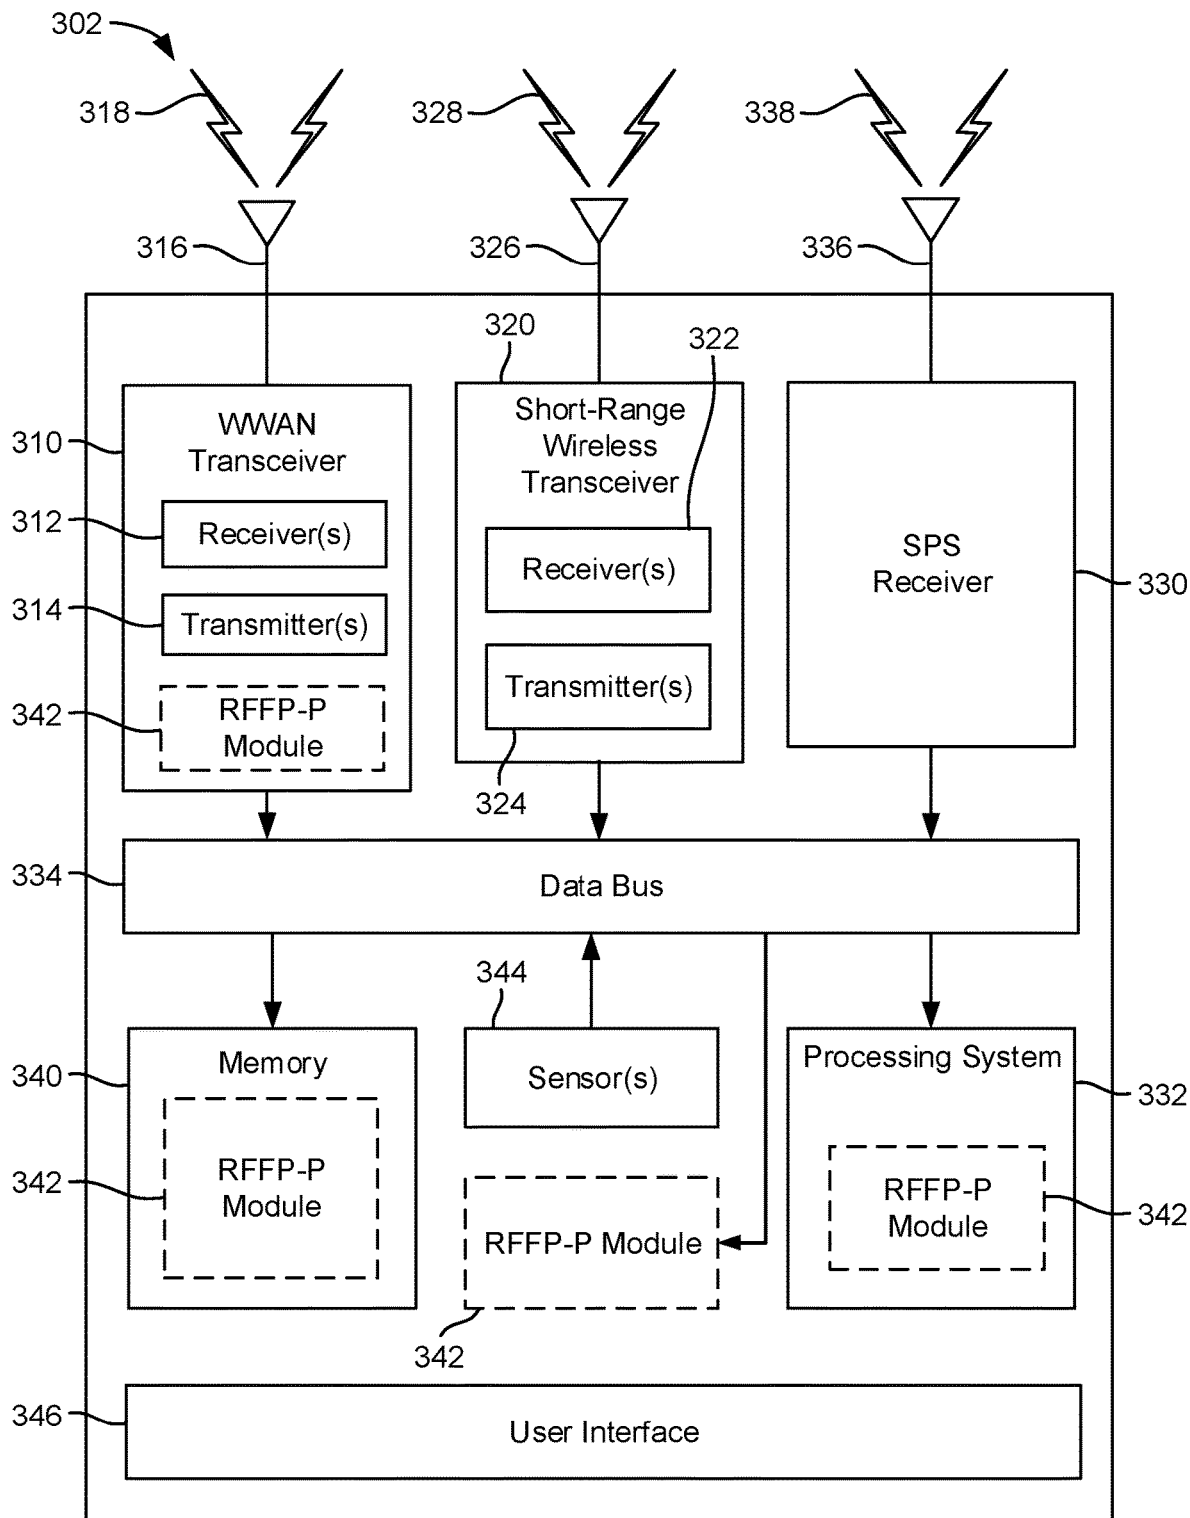 302
318
328
338
316
326
336
320
322
310
WWAN
Transceiver
Short-Range
Wireless
Transceiver
312
Receiver(s)
Receiver(s)
SPS
Receiver
330
314
Transmitter(s)
Transmitter(s)
342
RFFP-P
Module
324
334
Data Bus
344
340
Memory
Sensor(s)
Processing System
332
342
RFFP-P
Module
RFFP-P Module
RFFP-P
Module
342
342
346
User Interface